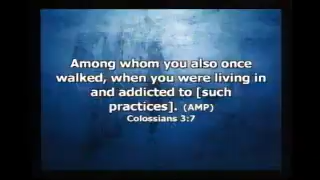 Among whom you also once
walked, when you were living in
and addicted to [such
practices]. (AMP)
Colossians 3:7